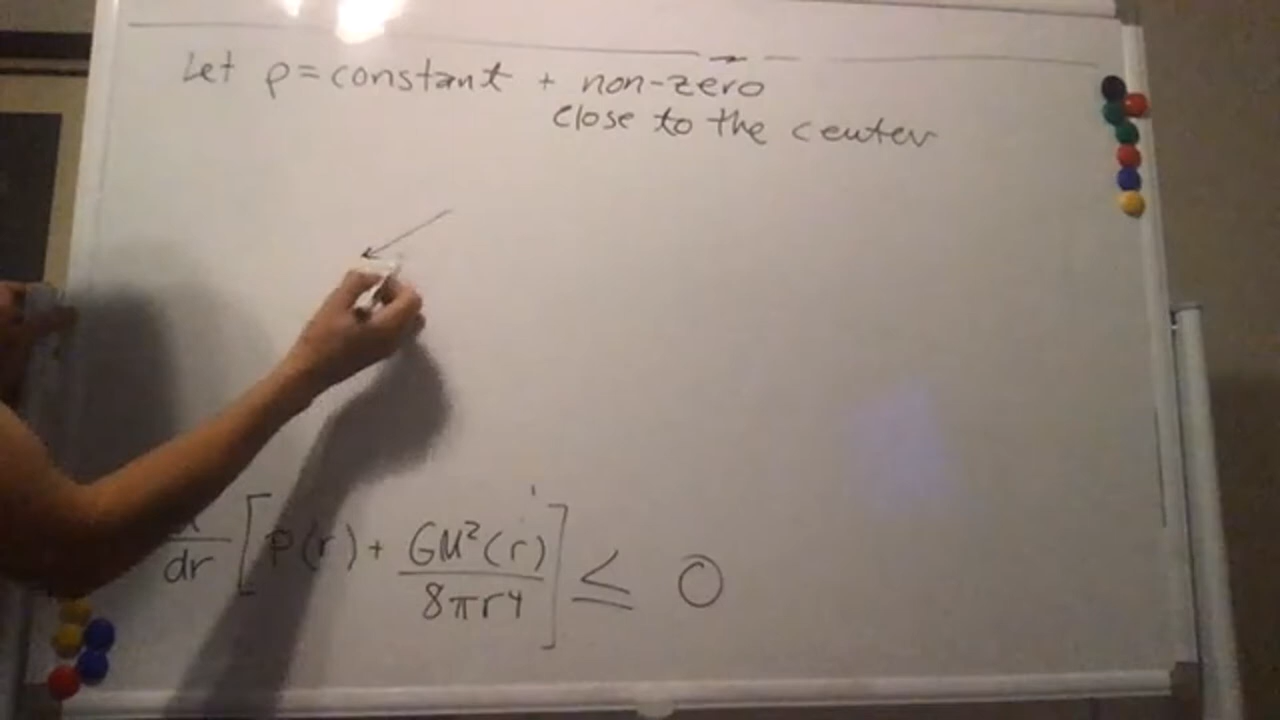 Let ρ = constant + non-zero
close to the center
d/dr [P(r) + GM²(r)/8πr⁴] ≤ 0